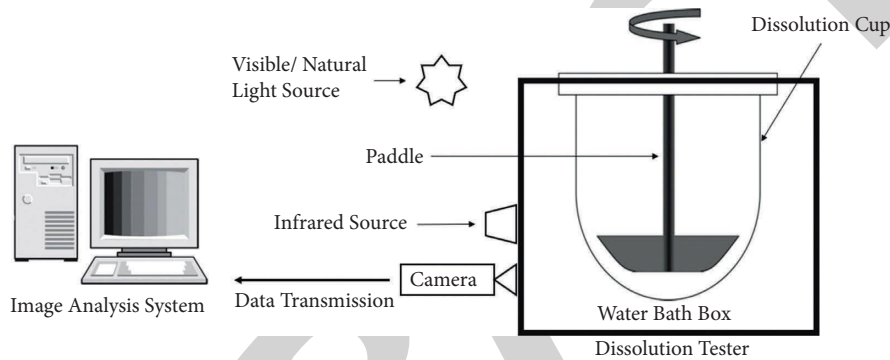 Dissolution Cup
Visible/ Natural
Light Source
Paddle
Infrared Source
Camera
Image Analysis System
Data Transmission
Water Bath Box
Dissolution Tester